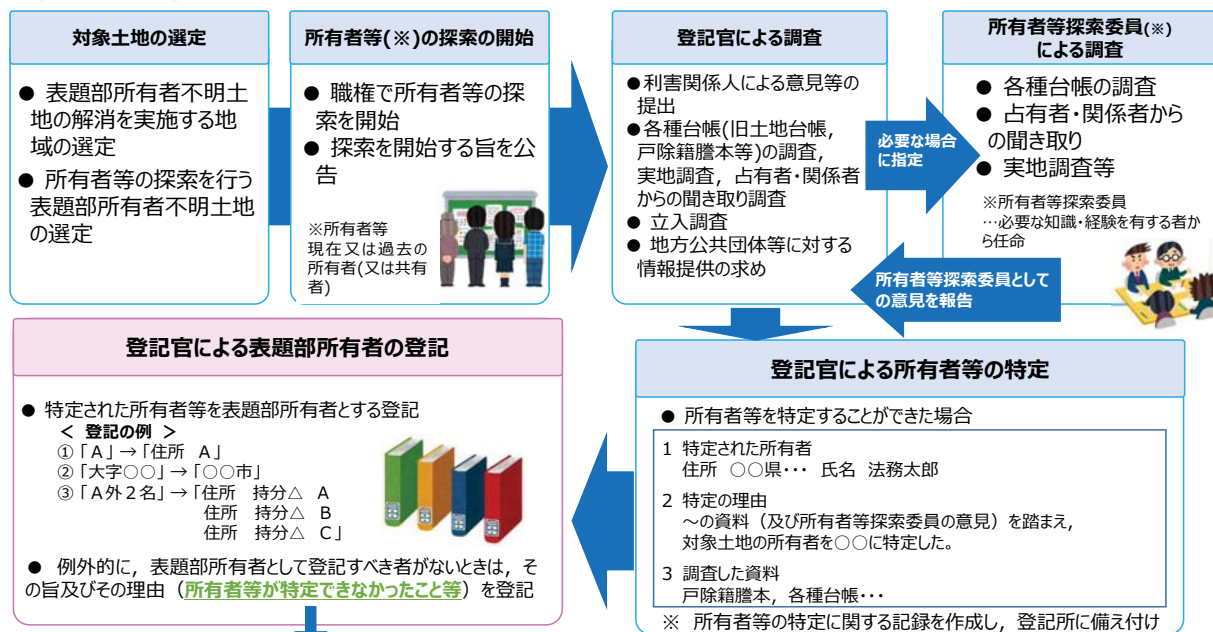 対象土地の選定
● 表題部所有者不明土
地の解消を実施する地
域の選定
● 所有者等の探索を行う
表題部所有者不明土地
の選定
所有者等(※)の探索の開始
● 職権で所有者等の探
索を開始
● 探索を開始する旨を公
告
※所有者等
現在又は過去の
所有者(又は共有
者)
登記官による調査
●利害関係人による意見等の
提出
●各種台帳(旧土地台帳，
戸除籍謄本等)の調査，
実地調査，占有者・関係者
からの聞き取り調査
● 立入調査
● 地方公共団体等に対する
情報提供の求め
必要な場合
に指定
所有者等探索委員(※)
による調査
● 各種台帳の調査
● 占有者・関係者から
の聞き取り
● 実地調査等
※所有者等探索委員
…必要な知識・経験を有する者か
ら任命
所有者等探索委員として
の意見を報告
登記官による所有者等の特定
● 所有者等を特定することができた場合
1 特定された所有者
住所 ○○県･･･ 氏名 法務太郎
2 特定の理由
～の資料（及び所有者等探索委員の意見）を踏まえ，
対象土地の所有者を○○に特定した。
3 調査した資料
戸除籍謄本，各種台帳･･･
※ 所有者等の特定に関する記録を作成し，登記所に備え付け
登記官による表題部所有者の登記
● 特定された所有者等を表題部所有者とする登記
＜ 登記の例 ＞
①「Ａ」→「住所 Ａ」
②「大字○○」→「○○市」
③「Ａ外２名」→「住所 持分△ Ａ
住所 持分△ Ｂ
住所 持分△ Ｃ」
● 例外的に，表題部所有者として登記すべき者がないときは，そ
の旨及びその理由（所有者等が特定できなかったこと等）を登記